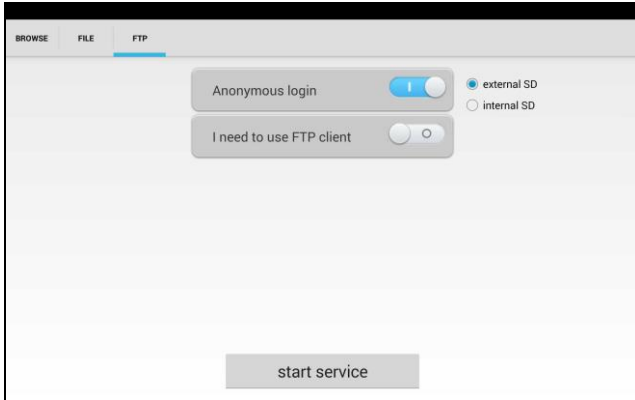 BROWSE FILE FTP
Anonymous login
external SD
internal SD
I need to use FTP client
start service